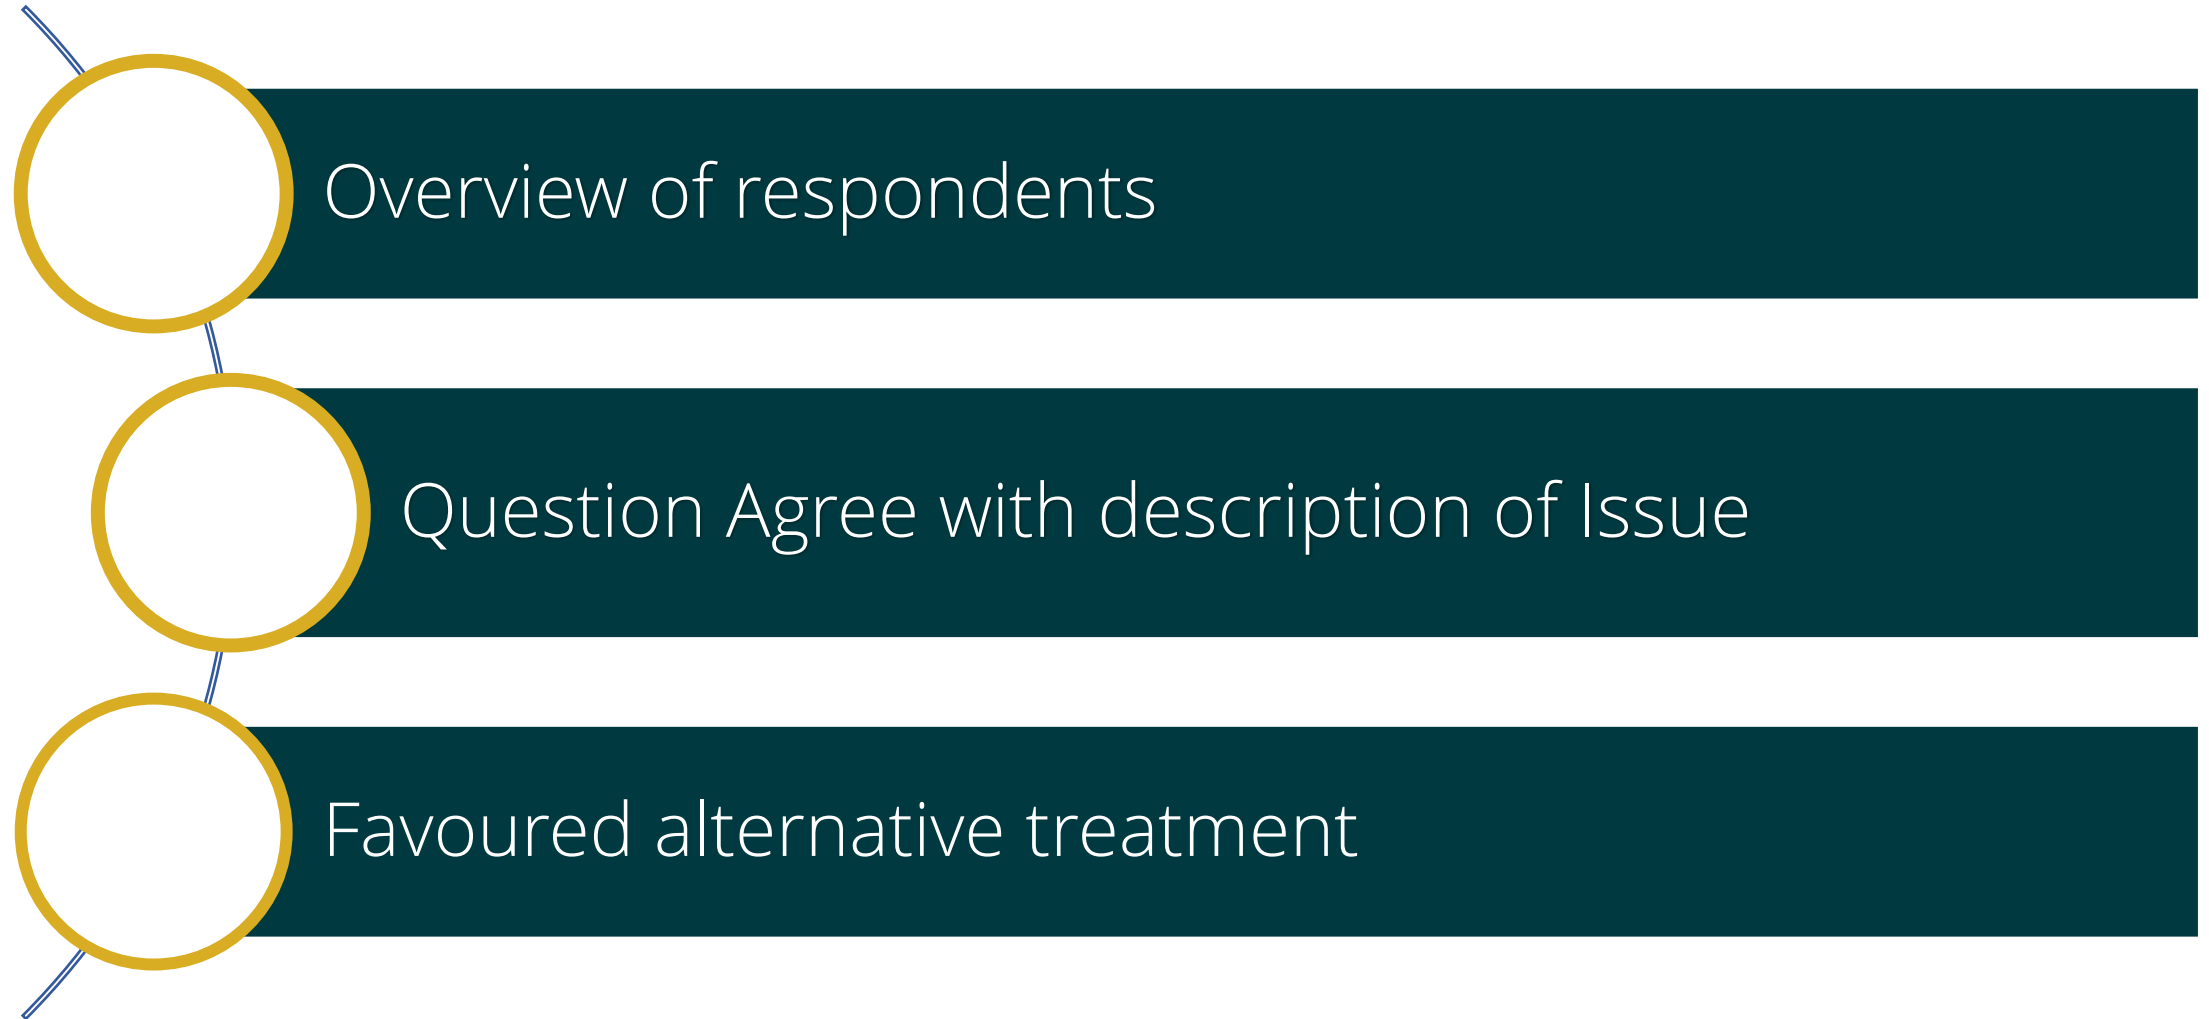 Overview of respondents
Question Agree with description of Issue
Favoured alternative treatment